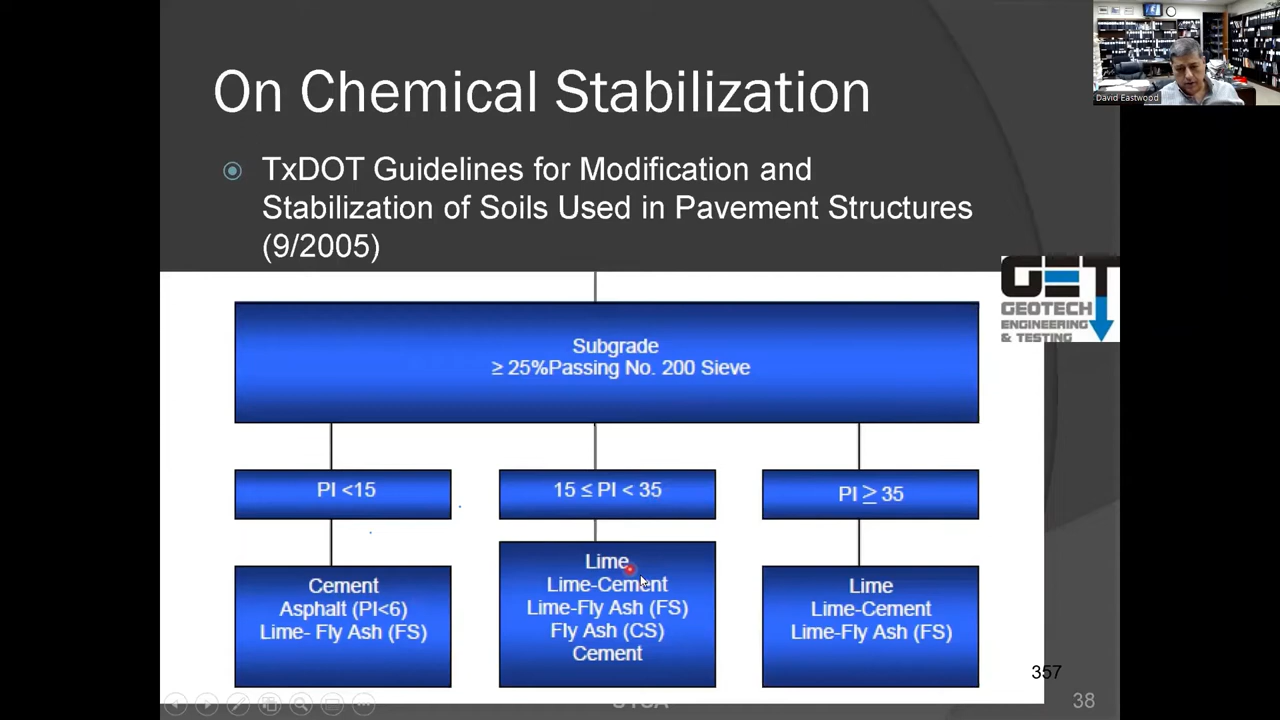 On Chemical Stabilization
David Eastwood
TxDOT Guidelines for Modification and
Stabilization of Soils Used in Pavement Structures
(9/2005)
GET
GEOTECH
ENGINEERING
& TESTING
Subgrade
≥ 25%Passing No. 200 Sieve
PI <15
15 ≤ PI < 35
PI ≥ 35
Cement
Asphalt (PI<6)
Lime- Fly Ash (FS)
Lime
Lime-Cement
Lime-Fly Ash (FS)
Fly Ash (CS)
Cement
Lime
Lime-Cement
Lime-Fly Ash (FS)
357
38